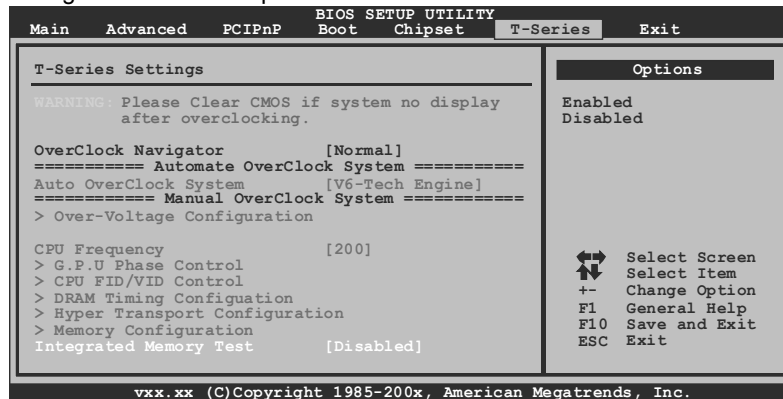 BIOS SETUP UTILITY
Main Advanced PCIPnP Boot Chipset T-Series Exit
T-Series Settings
WARNING: Please Clear CMOS if system no display
after overclocking.
OverClock Navigator [Normal]
=========== Automate OverClock System ===========
Auto OverClock System [V6-Tech Engine]
============ Manual OverClock System ============
> Over-Voltage Configuration
CPU Frequency [200]
> G.P.U Phase Control
> CPU FID/VID Control
> DRAM Timing Configuation
> Hyper Transport Configuration
> Memory Configuration
Integrated Memory Test [Disabled]
Options
Enabled
Disabled
Select Screen
Select Item
+- Change Option
F1 General Help
F10 Save and Exit
ESC Exit
vxx.xx (C)Copyright 1985-200x, American Megatrends, Inc.